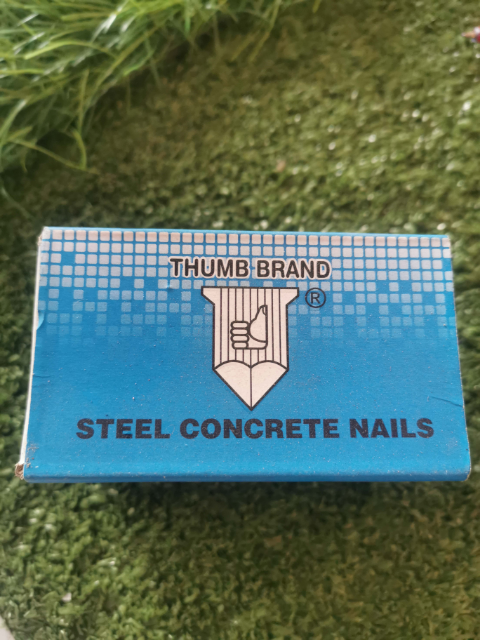 THUMB BRAND
®
STEEL CONCRETE NAILS